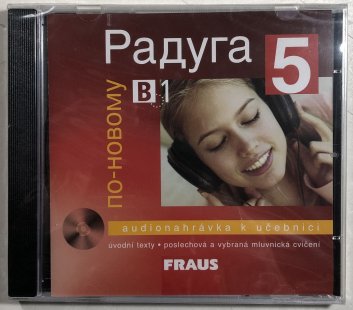 Радуга 5
по-новому
B1
audionahrávka k učebnici
úvodní texty • poslechová a vybraná mluvnická cvičení
FRAUS